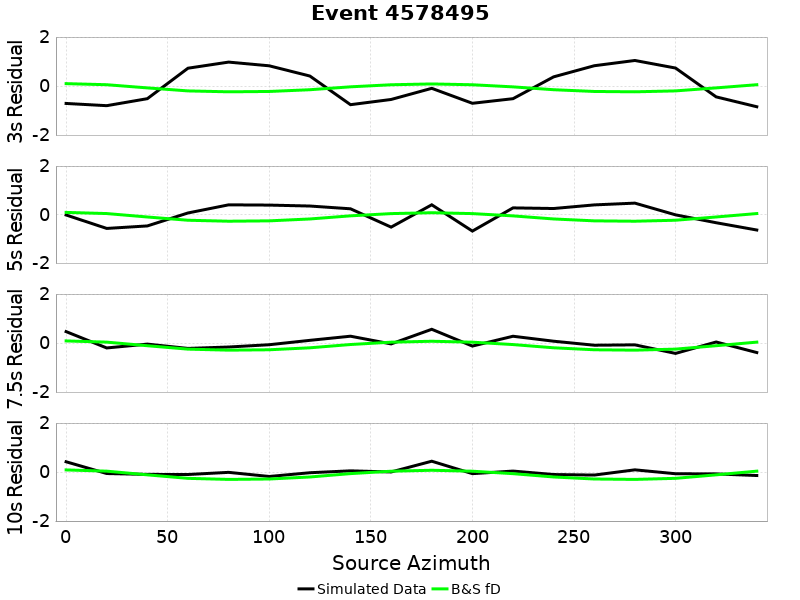 Event 4578495
3s Residual
2
0
-2
5s Residual
2
0
-2
7.5s Residual
2
0
-2
10s Residual
2
0
-2
0 50 100 150 200 250 300
Source Azimuth
Simulated Data B&S fD